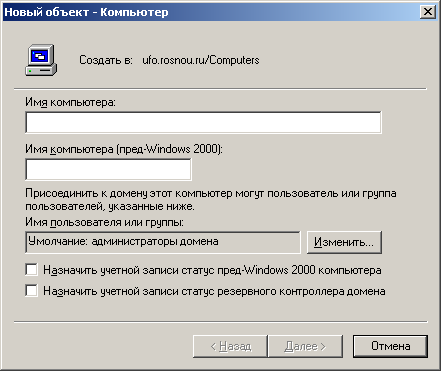 Новый объект - Компьютер
Создать в: ufo.rosnou.ru/Computers
Имя компьютера:
Имя компьютера (пред-Windows 2000):
Присоединить к домену этот компьютер могут пользователь или группа
пользователей, указанные ниже.
Имя пользователя или группы:
Умолчание: администраторы домена
Изменить...
Назначить учетной записи статус пред-Windows 2000 компьютера
Назначить учетной записи статус резервного контроллера домена
< Назад
Далее >
Отмена